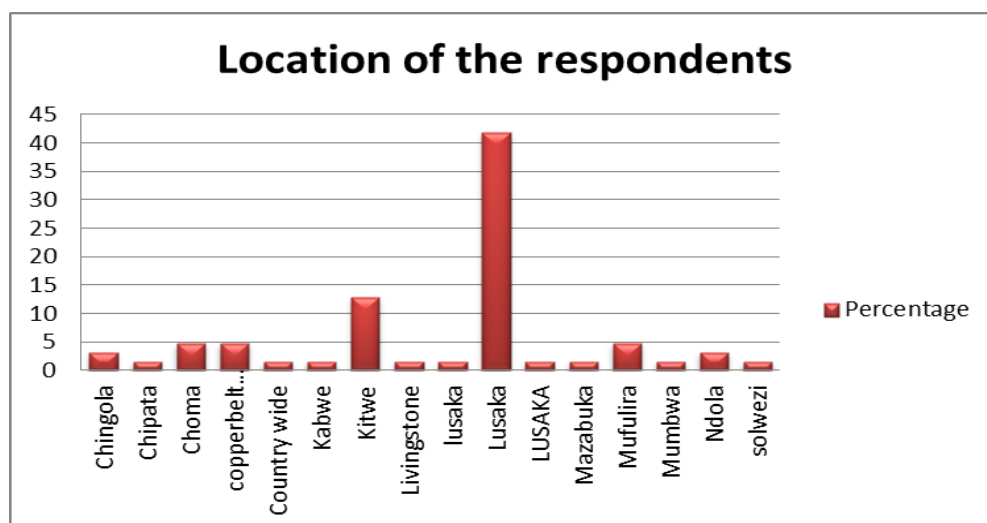 Location of the respondents
45
40
35
30
25
20
15
10
5
0
Chingola
Chipata
Choma
copperbelt...
Country wide
Kabwe
Kitwe
Livingstone
lusaka
Lusaka
LUSAKA
Mazabuka
Mufulira
Mumbwa
Ndola
solwezi
Percentage